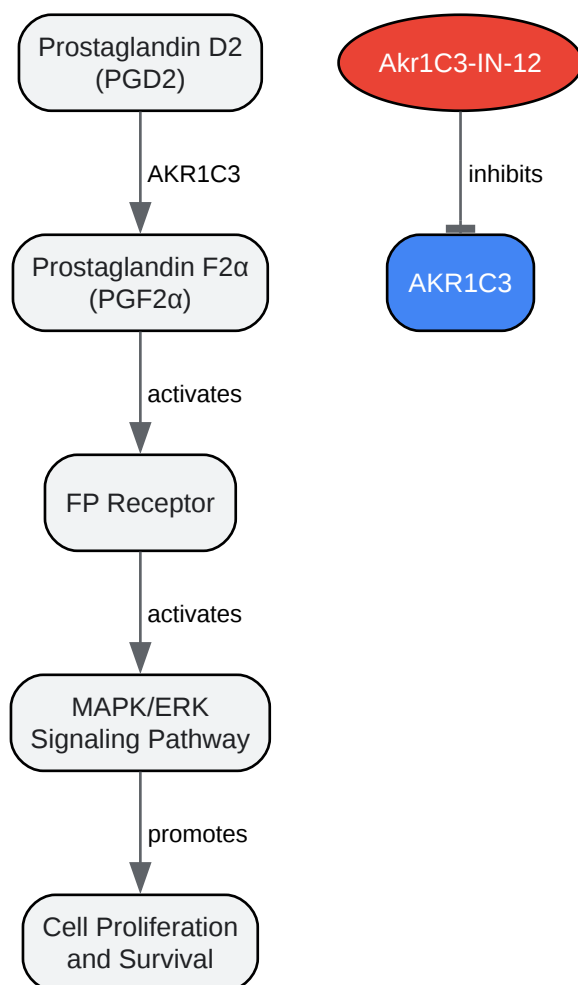 Prostaglandin D2
(PGD2)
Akr1C3-IN-12
AKR1C3
inhibits
Prostaglandin F2α
(PGF2α)
AKR1C3
activates
FP Receptor
activates
MAPK/ERK
Signaling Pathway
promotes
Cell Proliferation
and Survival